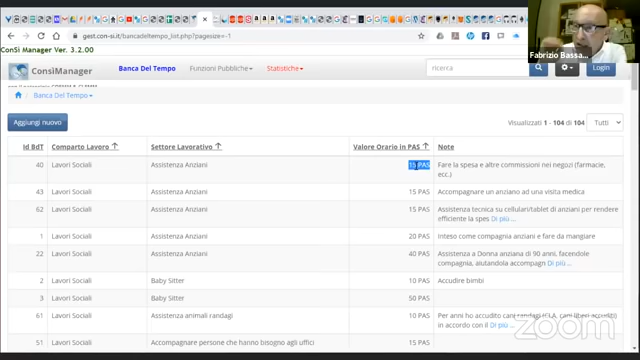 gest.con-si.it/bancadeltempo_list.php?pagesize=-1
ConSì Manager Ver. 3.2.00
Fabrizio Bassa...
ConsiManager
Banca Del Tempo
Funzioni Pubbliche
Statistiche
ricerca
Login
Banca Del Tempo
Aggiungi nuovo
Visualizzati 1 - 104 di 104
Tutti
Id BdT Comparto Lavoro Settore Lavorativo Valore Orario in PAS Note
40 Lavori Sociali Assistenza Anziani 15 PAS Fare la spesa e altre commissioni nei negozi (farmacie,
ecc.)
43 Lavori Sociali Assistenza Anziani 15 PAS Accompagnare un anziano ad una visita medica
62 Lavori Sociali Assistenza Anziani 15 PAS Assistenza tecnica su cellulari/tablet di anziani per rendere
efficiente la spes Di più ...
1 Lavori Sociali Assistenza Anziani 20 PAS Inteso come compagnia anziani e fare da mangiare
22 Lavori Sociali Assistenza Anziani 40 PAS Assistenza a Donna anziana di 90 anni, facendole
compagnia, aiutandola accompagn Di più ...
2 Lavori Sociali Baby Sitter 10 PAS Accudire bimbi
3 Lavori Sociali Baby Sitter 50 PAS
61 Lavori Sociali Assistenza animali randagi 10 PAS Per anni ho accudito cani randagi
in accordo con il Di più ...
51 Lavori Sociali Accompagnare persone che hanno bisogno agli uffici 15 PAS
zoom